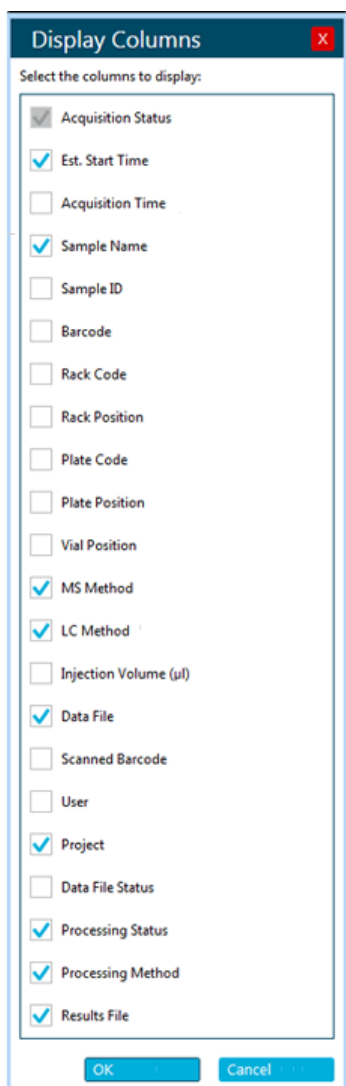 Display Columns
X
Select the columns to display:
Acquisition Status
Est. Start Time
Acquisition Time
Sample Name
Sample ID
Barcode
Rack Code
Rack Position
Plate Code
Plate Position
Vial Position
MS Method
LC Method
Injection Volume (µl)
Data File
Scanned Barcode
User
Project
Data File Status
Processing Status
Processing Method
Results File
OK Cancel